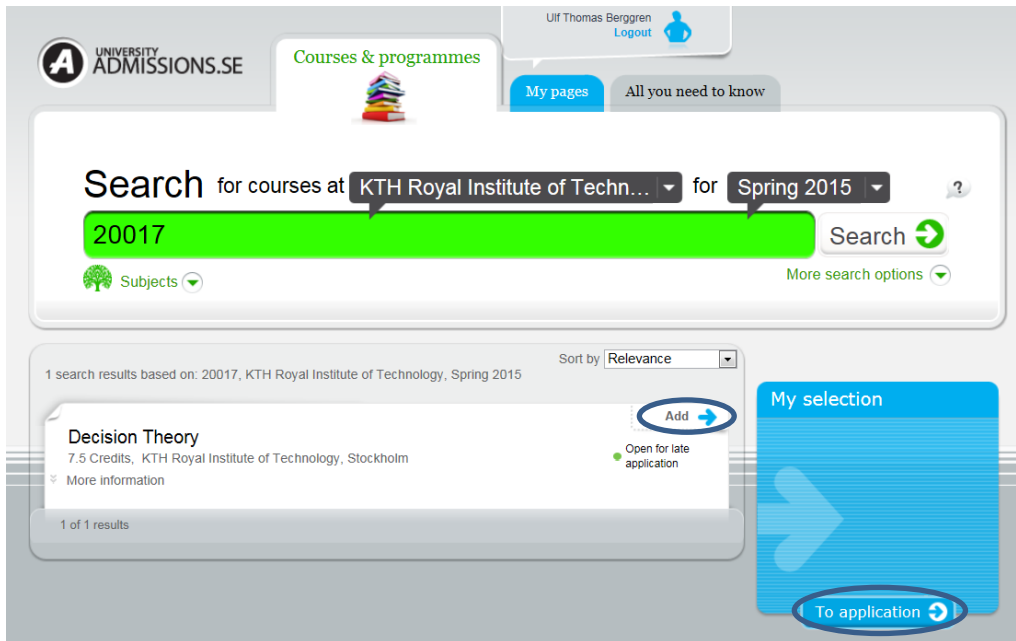 Ulf Thomas Berggren
Logout
A UNIVERSITY
ADMISSIONS.SE
Courses & programmes
My pages
All you need to know
Search for courses at KTH Royal Institute of Techn... for Spring 2015 ?
20017
Search
Subjects
More search options
Sort by Relevance
1 search results based on: 20017, KTH Royal Institute of Technology, Spring 2015
My selection
Add
Decision Theory
7.5 Credits, KTH Royal Institute of Technology, Stockholm
Open for late
application
More information
1 of 1 results
To application